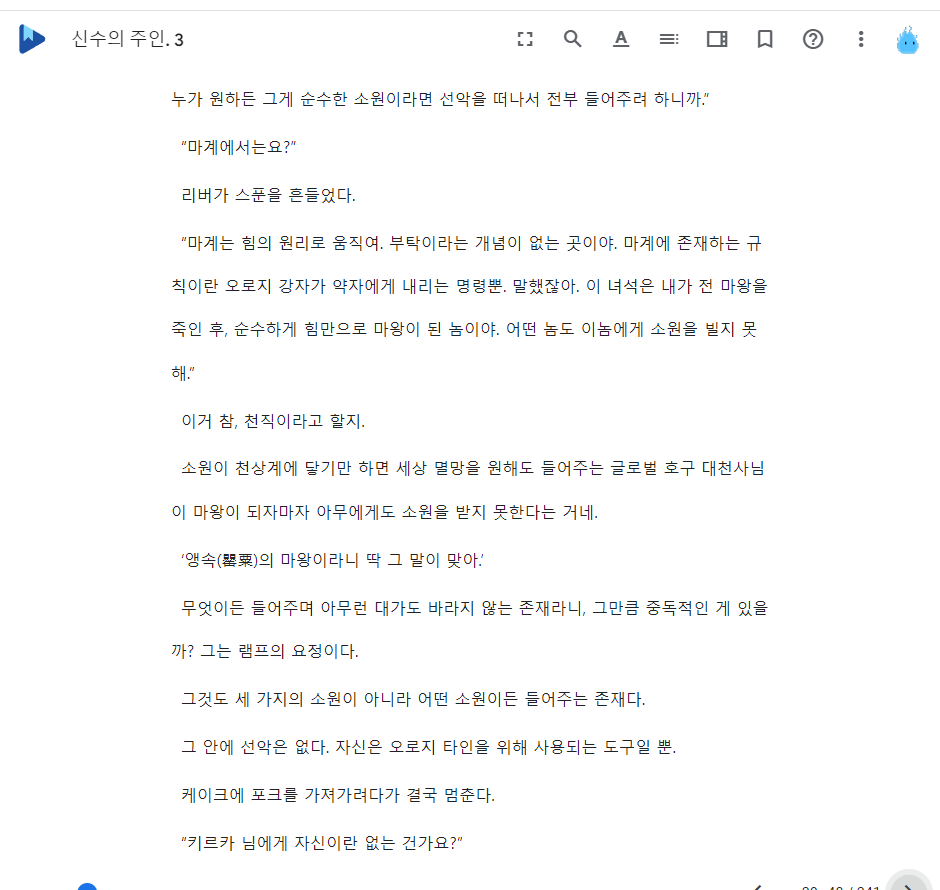 신수의 주인. 3
누가 원하든 그게 순수한 소원이라면 선악을 떠나서 전부 들어주려 하니까.”
“마계에서는요?”
리버가 스푼을 흔들었다.
“마계는 힘의 원리로 움직여. 부탁이라는 개념이 없는 곳이야. 마계에 존재하는 규
칙이란 오로지 강자가 약자에게 내리는 명령뿐. 말했잖아. 이 녀석은 내가 전 마왕을
죽인 후, 순수하게 힘만으로 마왕이 된 놈이야. 어떤 놈도 이놈에게 소원을 빌지 못
해.”
이거 참, 천직이라고 할지.
소원이 천상계에 닿기만 하면 세상 멸망을 원해도 들어주는 글로벌 호구 대천사님
이 마왕이 되자마자 아무에게도 소원을 받지 못한다는 거네.
‘앵속(罌粟)의 마왕이라니 딱 그 말이 맞아.’
무엇이든 들어주며 아무런 대가도 바라지 않는 존재라니, 그만큼 중독적인 게 있을
까? 그는 램프의 요정이다.
그것도 세 가지의 소원이 아니라 어떤 소원이든 들어주는 존재다.
그 안에 선악은 없다. 자신은 오로지 타인을 위해 사용되는 도구일 뿐.
케이크에 포크를 가져가려다가 결국 멈춘다.
“키르카 님에게 자신이란 없는 건가요?”